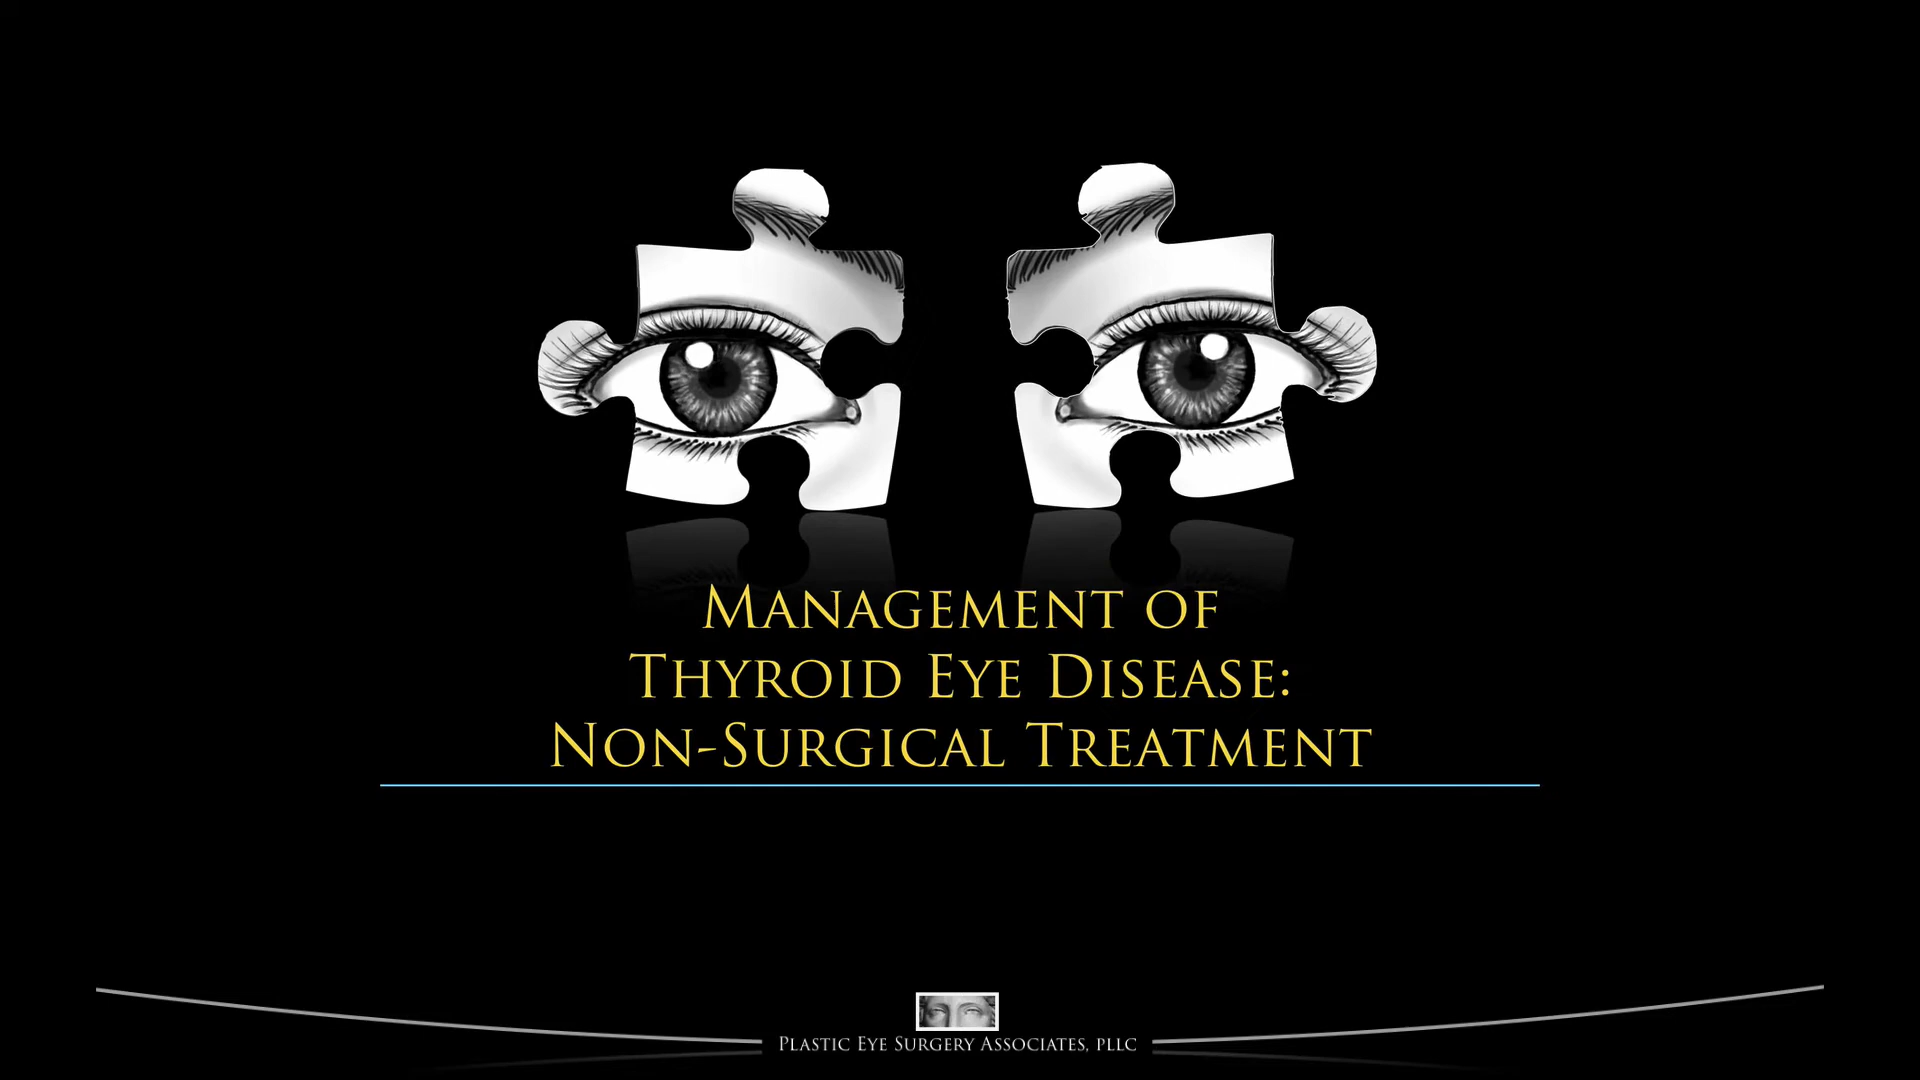 Management of
Thyroid Eye Disease:
Non-Surgical Treatment
Plastic Eye Surgery Associates, pllc